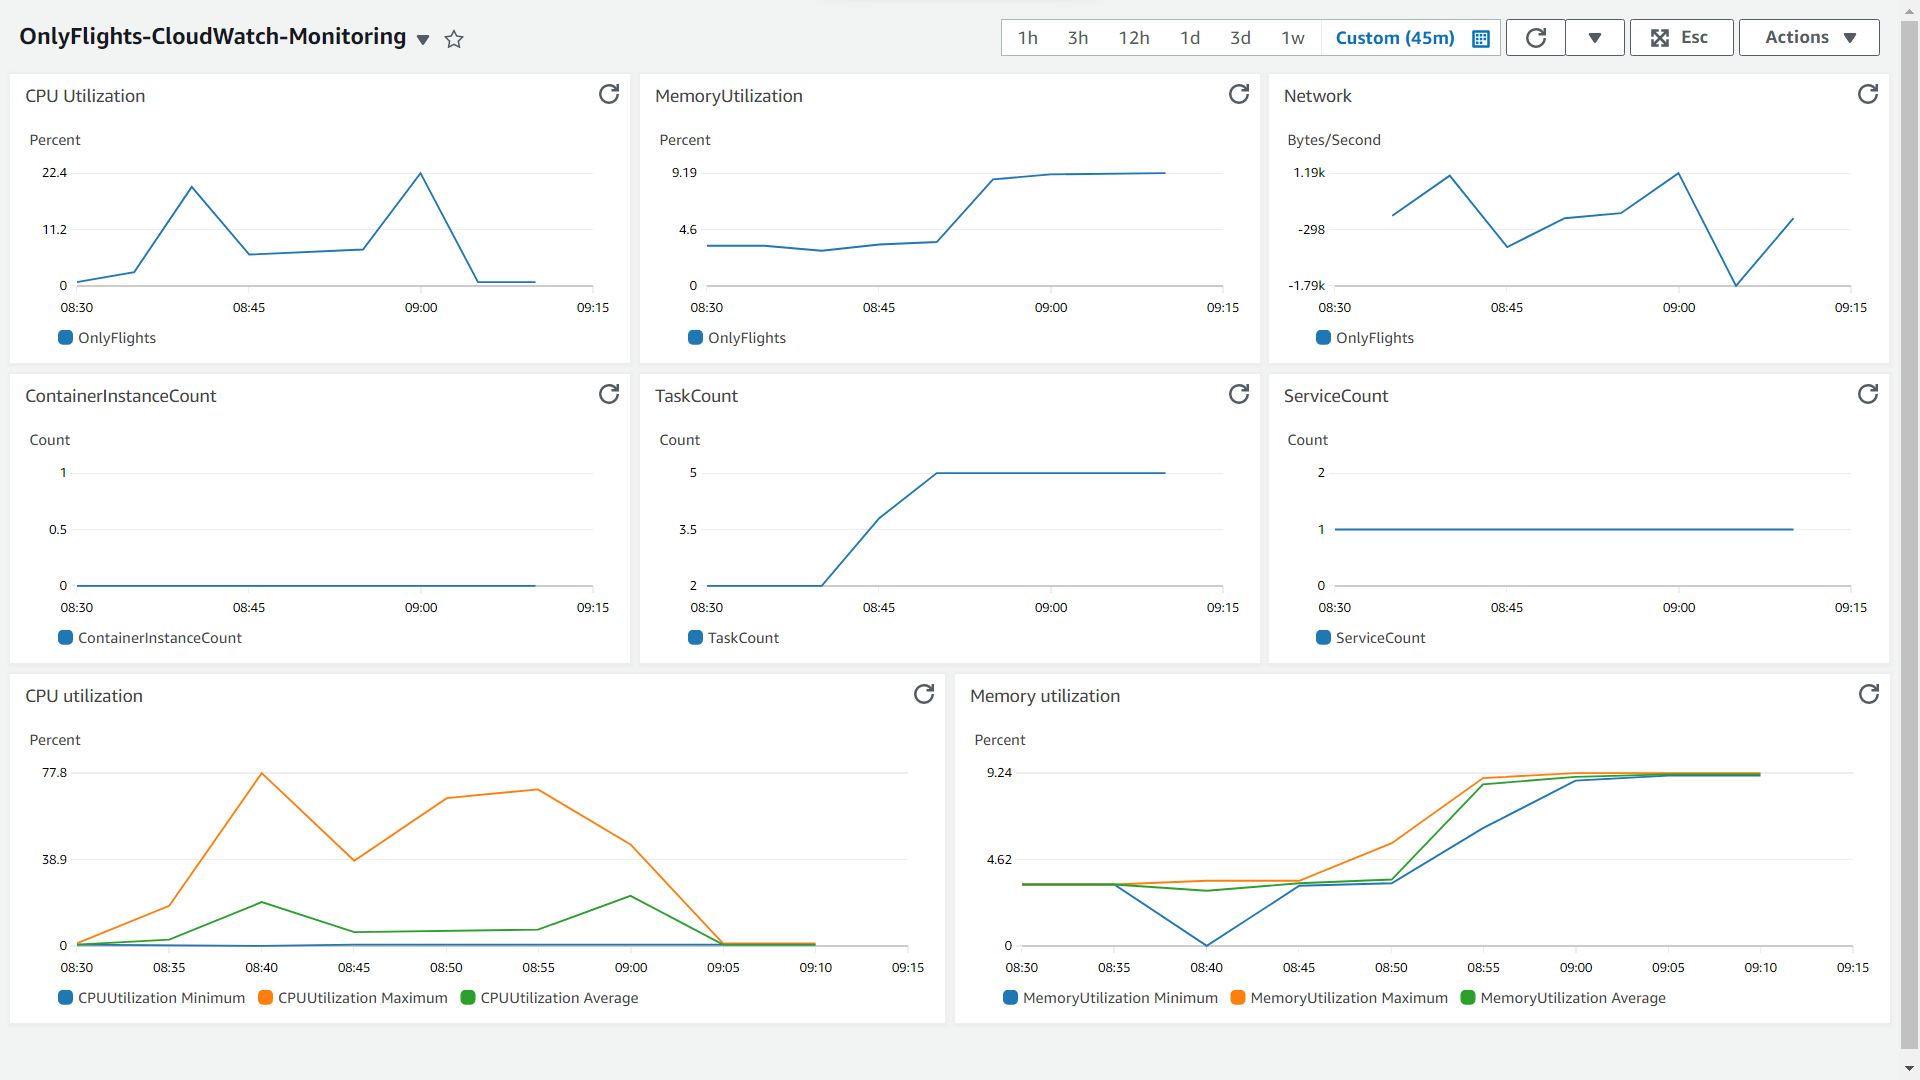 OnlyFlights-CloudWatch-Monitoring
1h 3h 12h 1d 3d 1w Custom (45m) Esc Actions
CPU Utilization
Percent
22.4
11.2
0
08:30 08:45 09:00 09:15
OnlyFlights
MemoryUtilization
Percent
9.19
4.6
0
08:30 08:45 09:00 09:15
OnlyFlights
Network
Bytes/Second
1.19k
-298
-1.79k
08:30 08:45 09:00 09:15
OnlyFlights
ContainerInstanceCount
Count
1
0.5
0
08:30 08:45 09:00 09:15
ContainerInstanceCount
TaskCount
Count
5
3.5
2
08:30 08:45 09:00 09:15
TaskCount
ServiceCount
Count
2
1
0
08:30 08:45 09:00 09:15
ServiceCount
CPU utilization
Percent
77.8
38.9
0
08:30 08:35 08:40 08:45 08:50 08:55 09:00 09:05 09:10 09:15
CPUUtilization Minimum CPUUtilization Maximum CPUUtilization Average
Memory utilization
Percent
9.24
4.62
0
08:30 08:35 08:40 08:45 08:50 08:55 09:00 09:05 09:10 09:15
MemoryUtilization Minimum MemoryUtilization Maximum MemoryUtilization Average